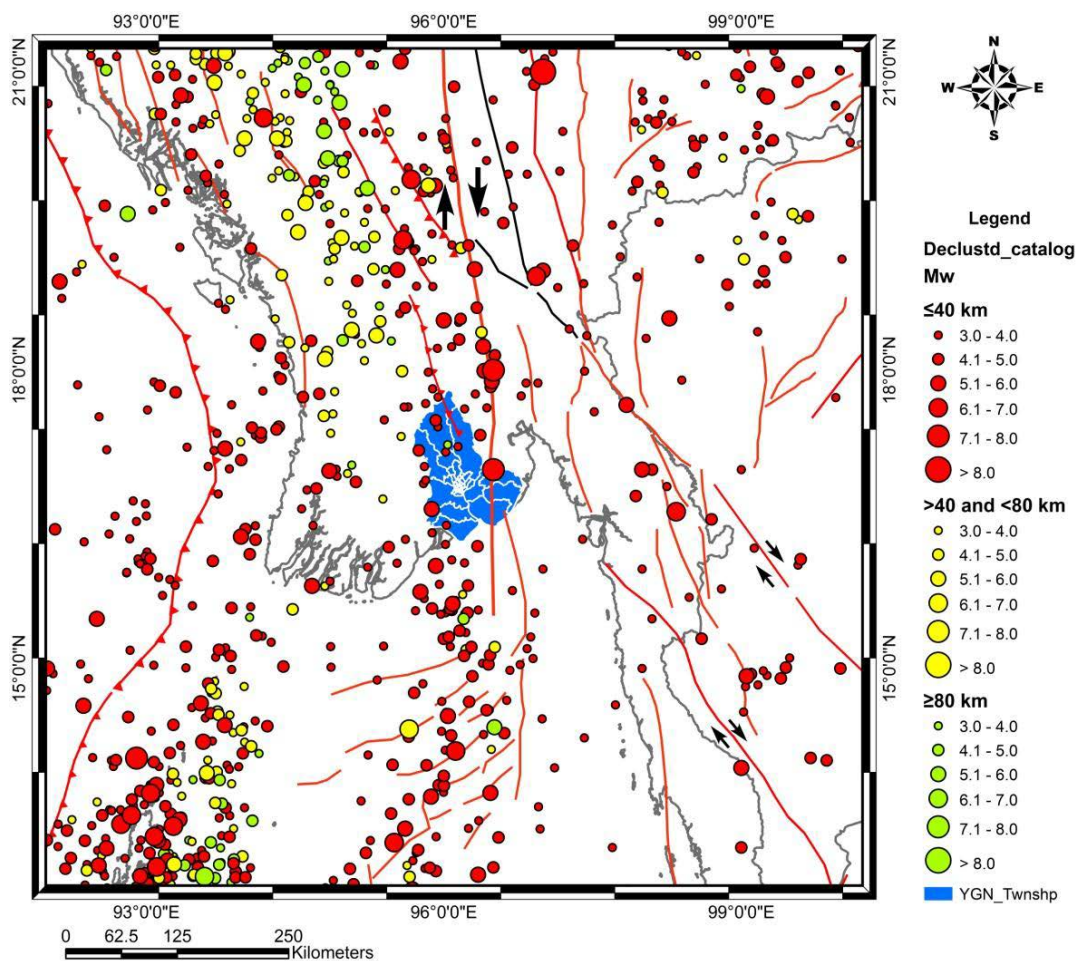 93°0'0"E 96°0'0"E 99°0'0"E
21°0'0"N 21°0'0"N
18°0'0"N 18°0'0"N
15°0'0"N 15°0'0"N
93°0'0"E 96°0'0"E 99°0'0"E
0 62.5 125 250
Kilometers
N
W E
S
Legend
Declustd_catalog
Mw
≤40 km
3.0 - 4.0
4.1 - 5.0
5.1 - 6.0
6.1 - 7.0
7.1 - 8.0
> 8.0
>40 and <80 km
3.0 - 4.0
4.1 - 5.0
5.1 - 6.0
6.1 - 7.0
7.1 - 8.0
> 8.0
≥80 km
3.0 - 4.0
4.1 - 5.0
5.1 - 6.0
6.1 - 7.0
7.1 - 8.0
> 8.0
YGN_Twnshp